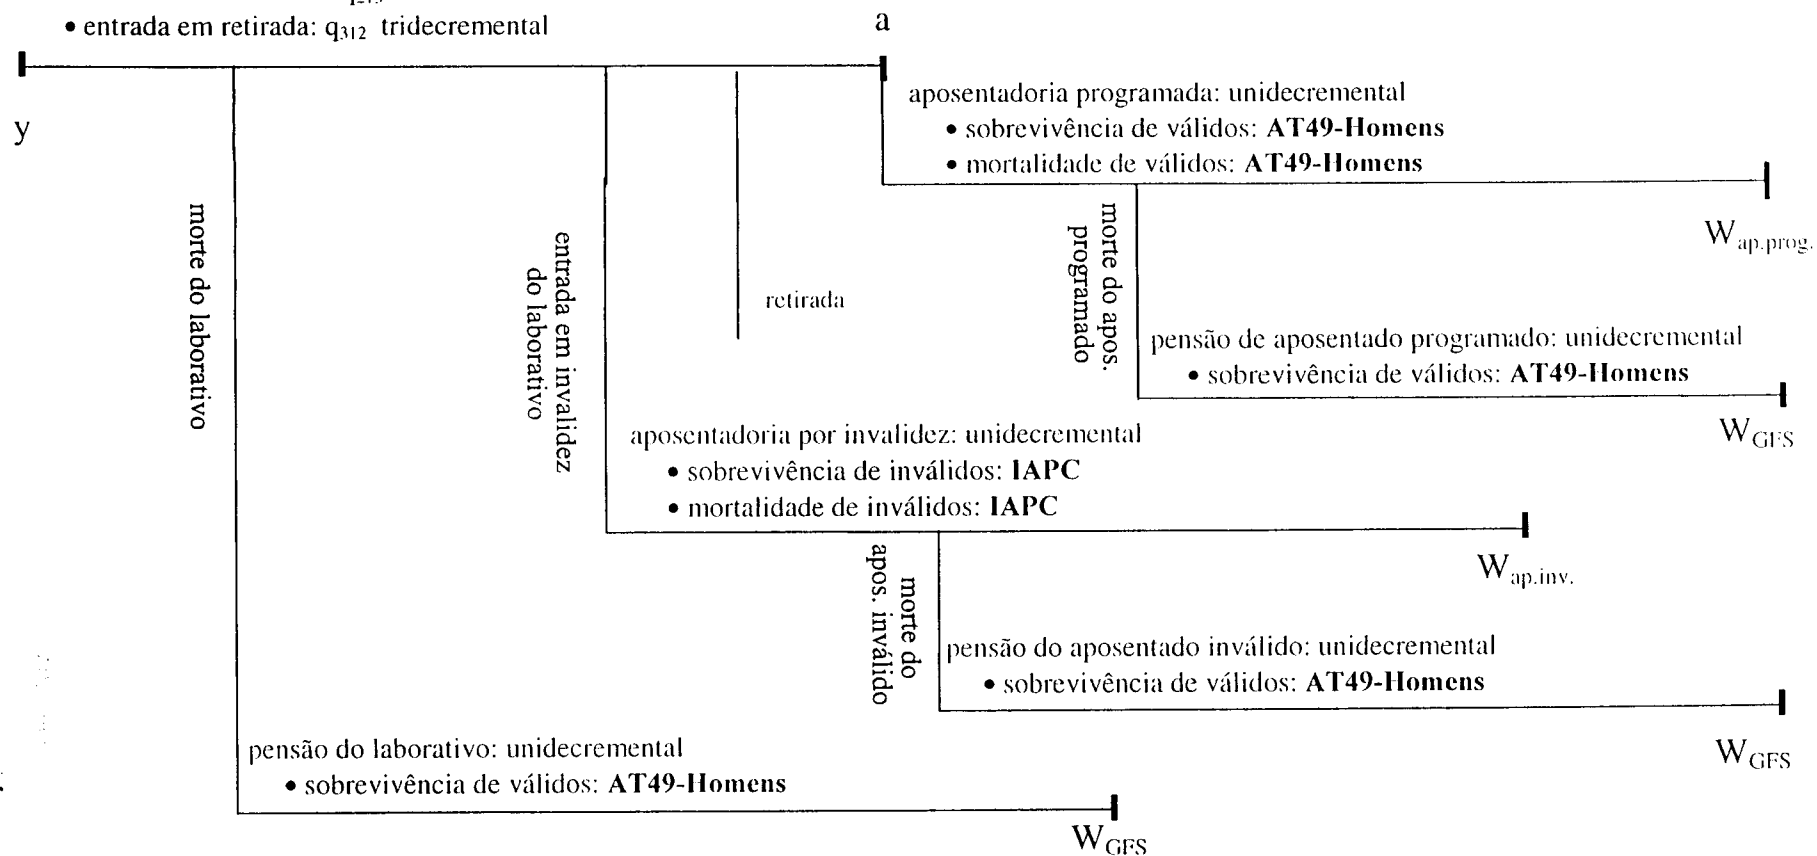 • entrada em retirada: q312 tridecremental
a
y
aposentadoria programada: unidecremental
• sobrevivência de válidos: AT49-Homens
• mortalidade de válidos: AT49-Homens
Wap.prog.
morte do laborativo
entrada em invalidez
do laborativo
retirada
morte do apos.
programado
pensão de aposentado programado: unidecremental
• sobrevivência de válidos: AT49-Homens
WGFS
aposentadoria por invalidez: unidecremental
• sobrevivência de inválidos: IAPC
• mortalidade de inválidos: IAPC
Wap.inv.
morte do
apos. inválido
pensão do aposentado inválido: unidecremental
• sobrevivência de válidos: AT49-Homens
WGFS
pensão do laborativo: unidecremental
• sobrevivência de válidos: AT49-Homens
WGFS